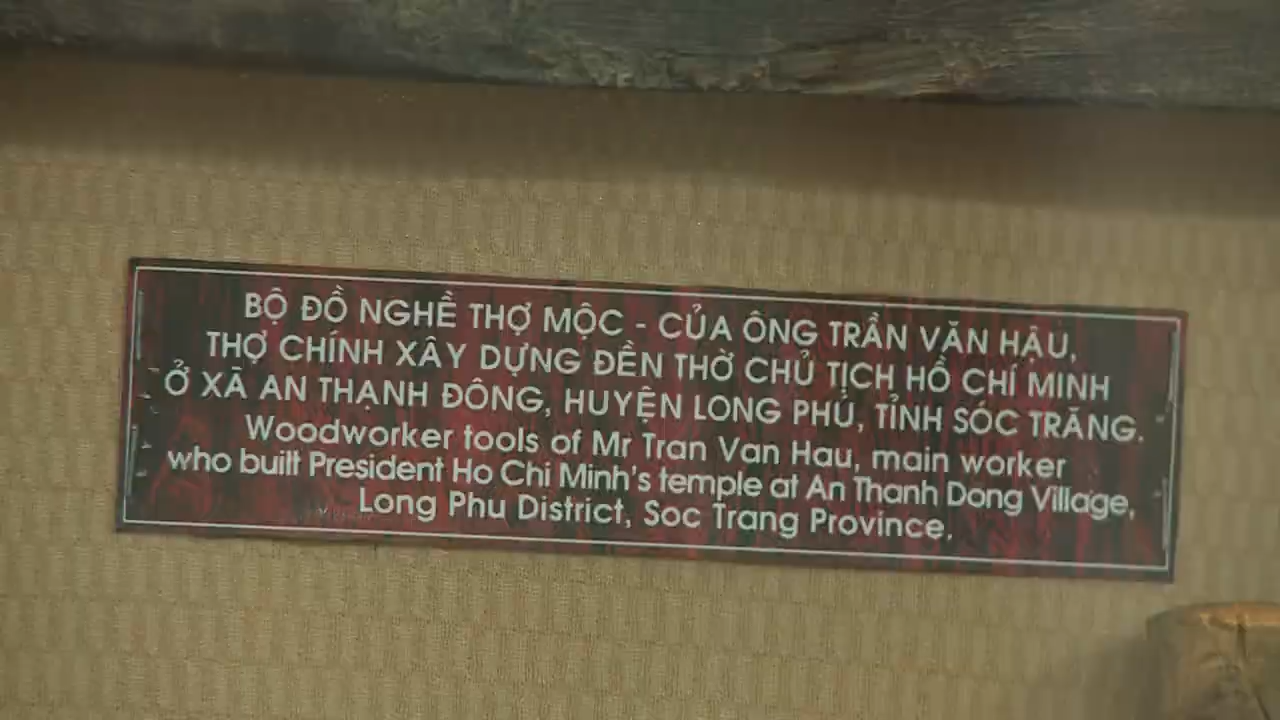 BỘ ĐỒ NGHỀ THỢ MỘC - CỦA ÔNG TRẦN VĂN HẬU,
THỢ CHÍNH XÂY DỰNG ĐỀN THỜ CHỦ TỊCH HỒ CHÍ MINH
Ở XÃ AN THẠNH ĐÔNG, HUYỆN LONG PHÚ, TỈNH SÓC TRĂNG.
Woodworker tools of Mr Tran Van Hau, main worker
who built President Ho Chi Minh's temple at An Thanh Dong Village,
Long Phu District, Soc Trang Province.